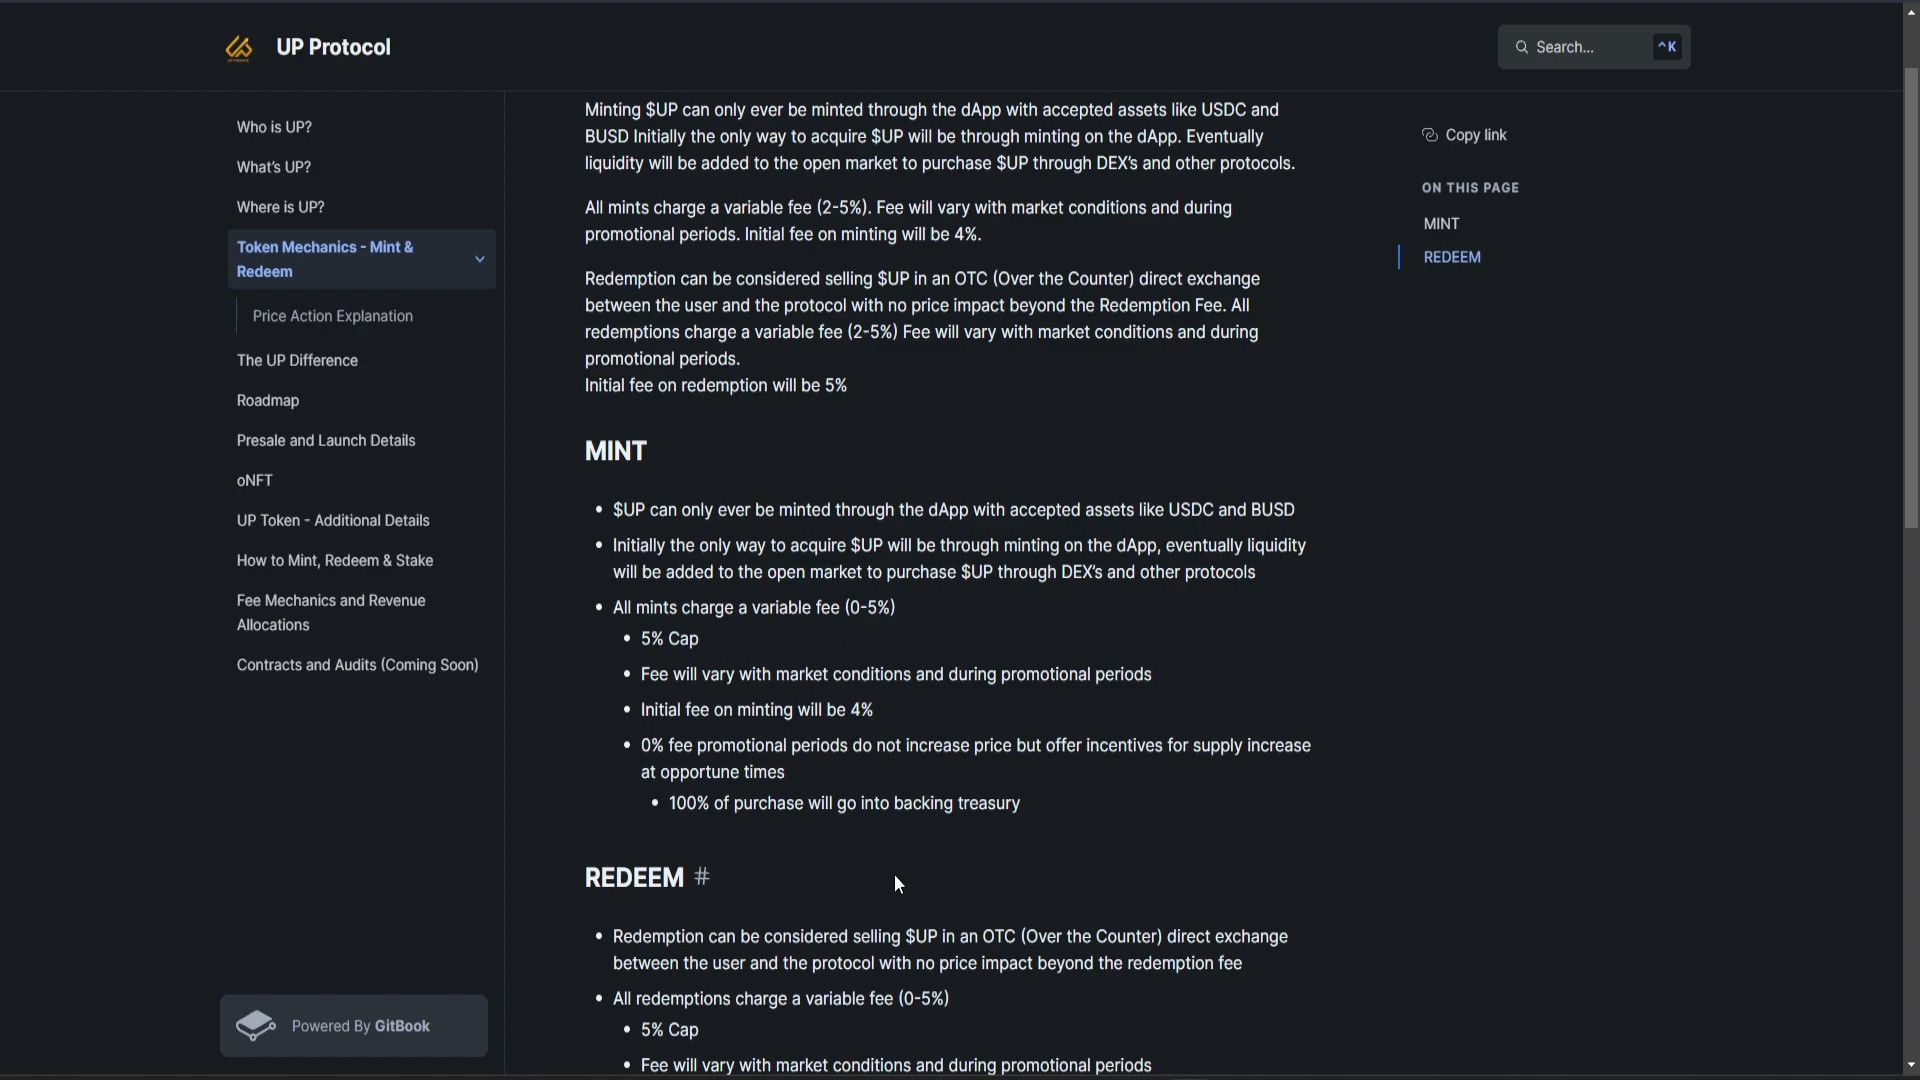 UP Protocol
Search...
^K
Who is UP?
What's UP?
Where is UP?
Token Mechanics - Mint &
Redeem
Price Action Explanation
The UP Difference
Roadmap
Presale and Launch Details
oNFT
UP Token - Additional Details
How to Mint, Redeem & Stake
Fee Mechanics and Revenue
Allocations
Contracts and Audits (Coming Soon)
Powered By GitBook
Minting $UP can only ever be minted through the dApp with accepted assets like USDC and
BUSD Initially the only way to acquire $UP will be through minting on the dApp. Eventually
liquidity will be added to the open market to purchase $UP through DEX's and other protocols.
All mints charge a variable fee (2-5%). Fee will vary with market conditions and during
promotional periods. Initial fee on minting will be 4%.
Redemption can be considered selling $UP in an OTC (Over the Counter) direct exchange
between the user and the protocol with no price impact beyond the Redemption Fee. All
redemptions charge a variable fee (2-5%) Fee will vary with market conditions and during
promotional periods.
Initial fee on redemption will be 5%
MINT
• $UP can only ever be minted through the dApp with accepted assets like USDC and BUSD
• Initially the only way to acquire $UP will be through minting on the dApp, eventually liquidity
will be added to the open market to purchase $UP through DEX's and other protocols
• All mints charge a variable fee (0-5%)
• 5% Cap
• Fee will vary with market conditions and during promotional periods
• Initial fee on minting will be 4%
• 0% fee promotional periods do not increase price but offer incentives for supply increase
at opportune times
• 100% of purchase will go into backing treasury
REDEEM #
• Redemption can be considered selling $UP in an OTC (Over the Counter) direct exchange
between the user and the protocol with no price impact beyond the redemption fee
• All redemptions charge a variable fee (0-5%)
• 5% Cap
• Fee will vary with market conditions and during promotional periods
Copy link
ON THIS PAGE
MINT
REDEEM